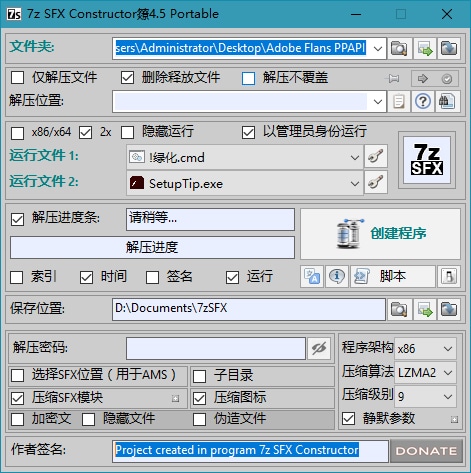 7z SFX Constructor獠4.5 Portable
文件夹: sers\Administrator\Desktop\Adobe Flans PPAPI
仅解压文件 删除释放文件 解压不覆盖
解压位置:
x86/x64 2x 隐藏运行 以管理员身份运行
运行文件 1: !绿化.cmd
运行文件 2: SetupTip.exe
7z SFX
解压进度条: 请稍等...
解压进度
创建程序
索引 时间 签名 运行 脚本
保存位置: D:\Documents\7zSFX
解压密码: 程序架构 x86
选择SFX位置（用于AMS） 子目录 压缩算法 LZMA2
压缩SFX模块 压缩图标 压缩级别 9
加密文 隐藏文件 伪造文件 静默参数
作者签名: Project created in program 7z SFX Constructor DONATE